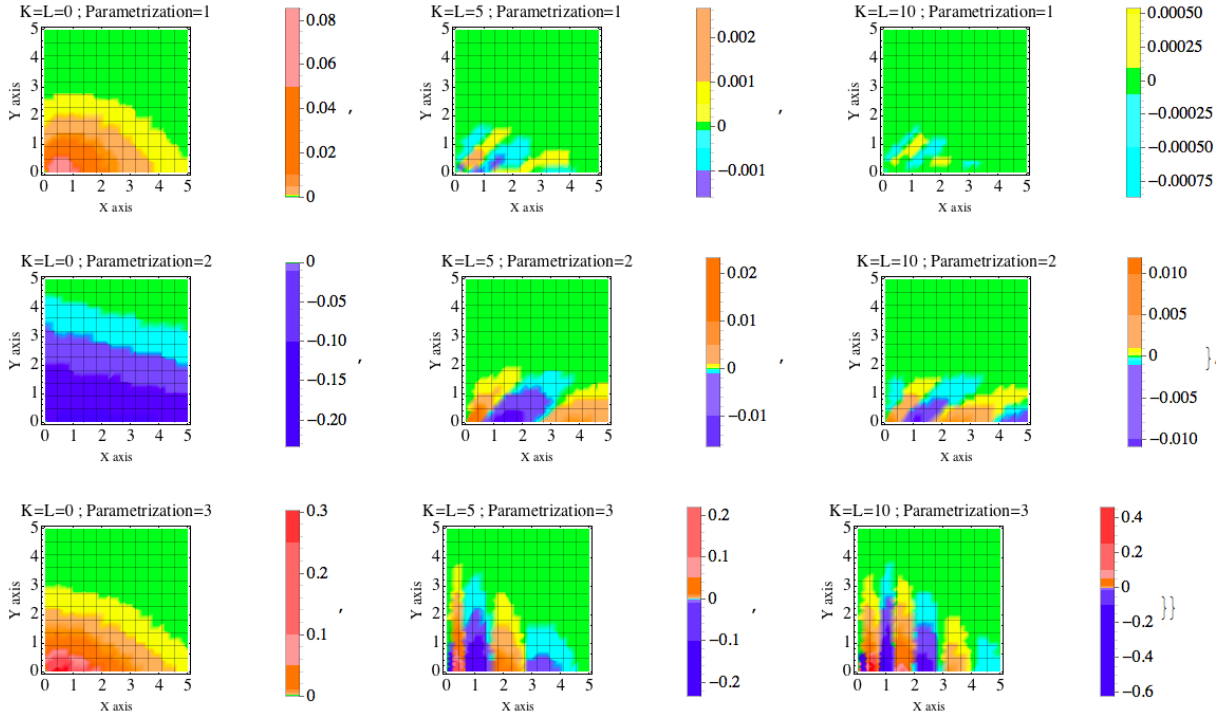 K=L=0 ; Parametrization=1
K=L=5 ; Parametrization=1
K=L=10 ; Parametrization=1
5
4
3
2
1
0
Y axis
0 1 2 3 4 5
X axis
0.08
0.06
0.04
0.02
0
,
5
4
3
2
1
0
Y axis
0 1 2 3 4 5
X axis
0.002
0.001
0
−0.001
,
5
4
3
2
1
0
Y axis
0 1 2 3 4 5
X axis
0.00050
0.00025
0
−0.00025
−0.00050
−0.00075
K=L=0 ; Parametrization=2
K=L=5 ; Parametrization=2
K=L=10 ; Parametrization=2
5
4
3
2
1
0
Y axis
0 1 2 3 4 5
X axis
0
−0.05
−0.10
−0.15
−0.20
,
5
4
3
2
1
0
Y axis
0 1 2 3 4 5
X axis
0.02
0.01
0
−0.01
,
5
4
3
2
1
0
Y axis
0 1 2 3 4 5
X axis
0.010
0.005
0
−0.005
−0.010
},
K=L=0 ; Parametrization=3
K=L=5 ; Parametrization=3
K=L=10 ; Parametrization=3
5
4
3
2
1
0
Y axis
0 1 2 3 4 5
X axis
0.3
0.2
0.1
0
,
5
4
3
2
1
0
Y axis
0 1 2 3 4 5
X axis
0.2
0.1
0
−0.1
−0.2
,
5
4
3
2
1
0
Y axis
0 1 2 3 4 5
X axis
0.4
0.2
0
−0.2
−0.4
−0.6
}}